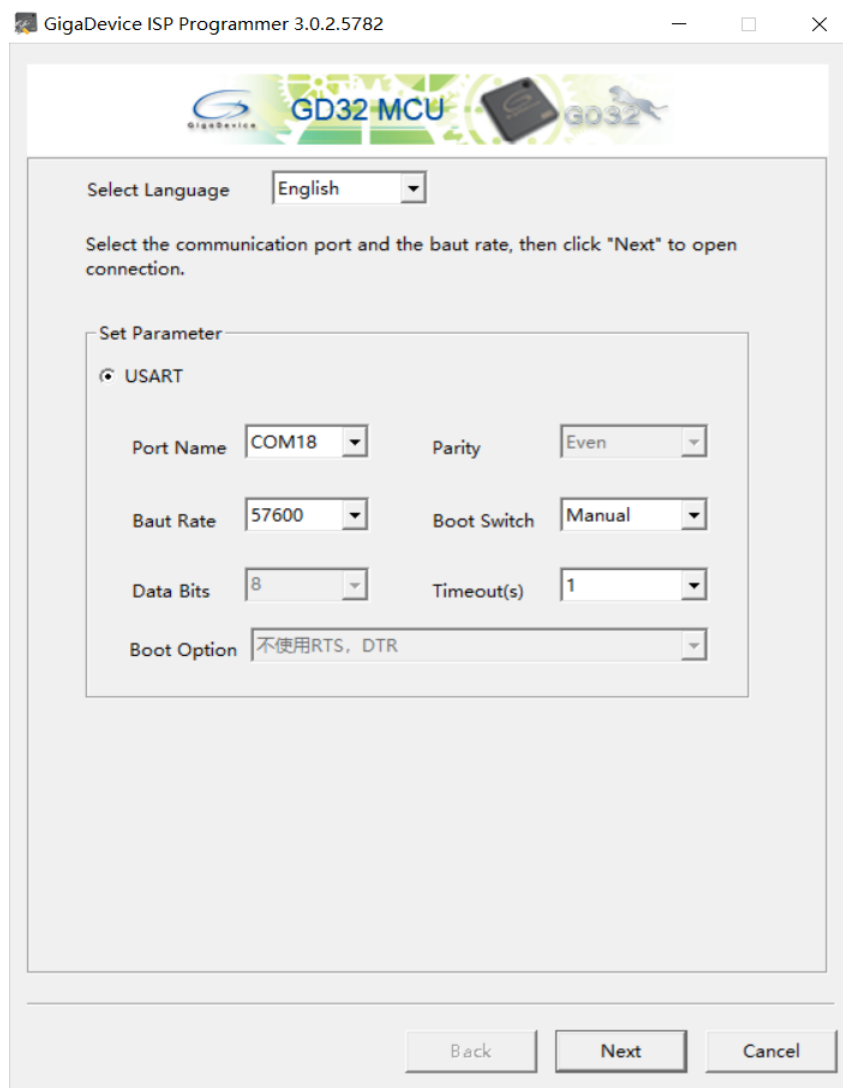 GigaDevice ISP Programmer 3.0.2.5782
GigaDevice
GD32 MCU
GD32
Select Language English
Select the communication port and the baut rate, then click "Next" to open
connection.
Set Parameter
USART
Port Name COM18 Parity Even
Baut Rate 57600 Boot Switch Manual
Data Bits 8 Timeout(s) 1
Boot Option 不使用RTS，DTR
Back Next Cancel